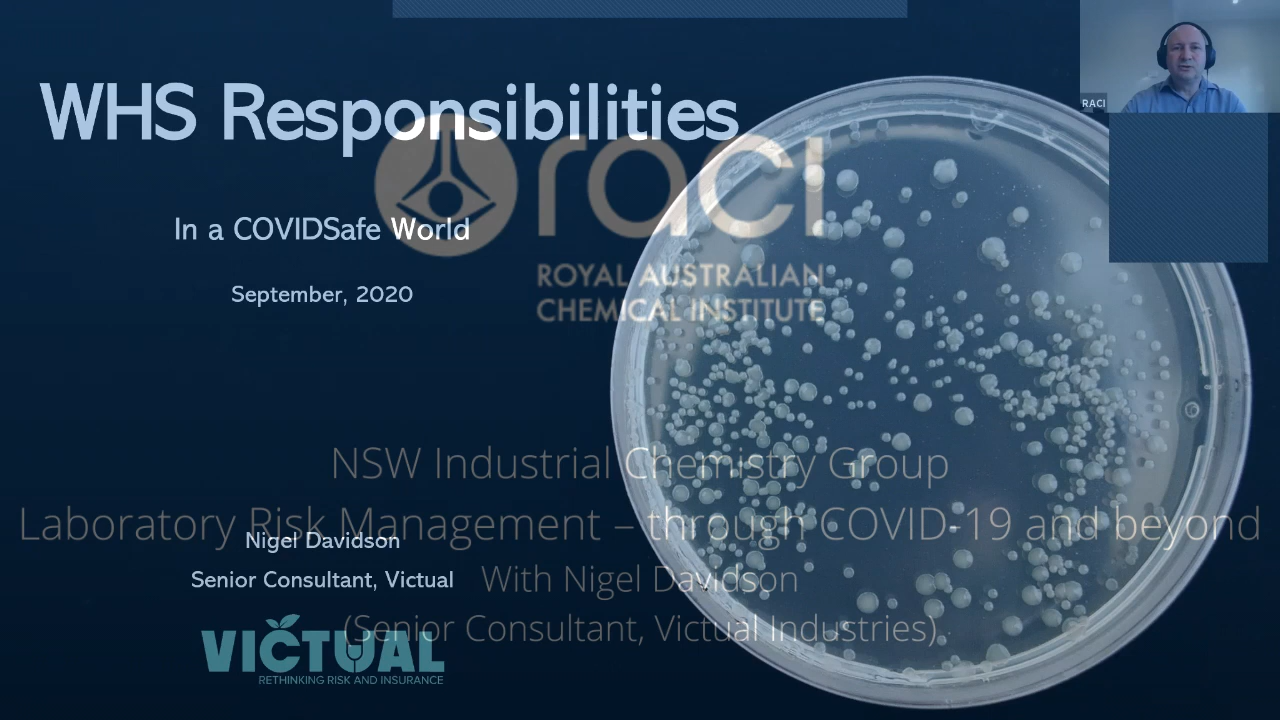 WHS Responsibilities
RACI
raci
In a COVIDSafe World
ROYAL AUSTRALIAN
CHEMICAL INSTITUTE
September, 2020
NSW Industrial Chemistry Group
Laboratory Risk Management – through COVID-19 and beyond
Nigel Davidson
With Nigel Davidson
Senior Consultant, Victual
(Senior Consultant, Victual Industries)
VICTUAL
RETHINKING RISK AND INSURANCE